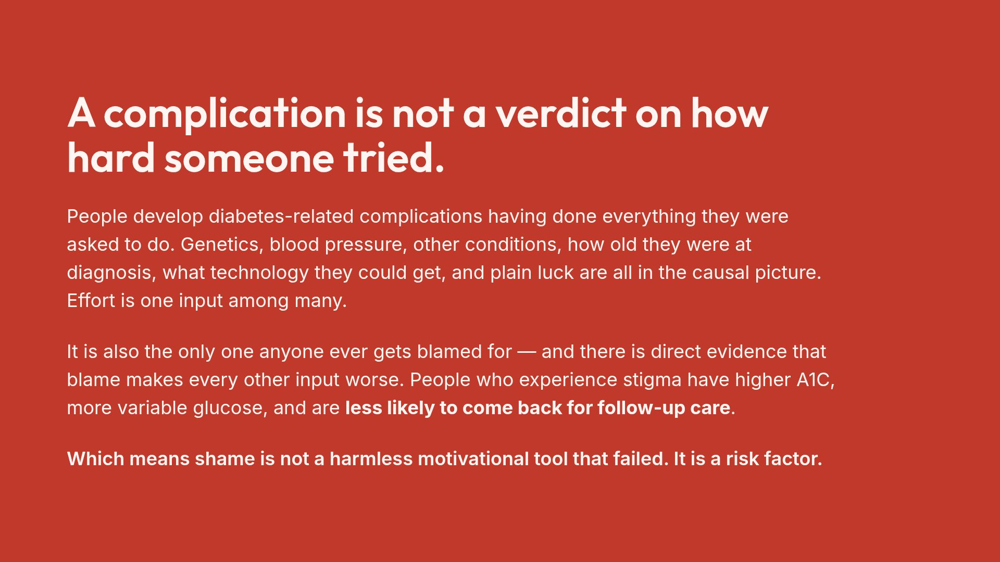 A complication is not a verdict on how
hard someone tried.
People develop diabetes-related complications having done everything they were
asked to do. Genetics, blood pressure, other conditions, how old they were at
diagnosis, what technology they could get, and plain luck are all in the causal picture.
Effort is one input among many.
It is also the only one anyone ever gets blamed for — and there is direct evidence that
blame makes every other input worse. People who experience stigma have higher A1C,
more variable glucose, and are less likely to come back for follow-up care.
Which means shame is not a harmless motivational tool that failed. It is a risk factor.